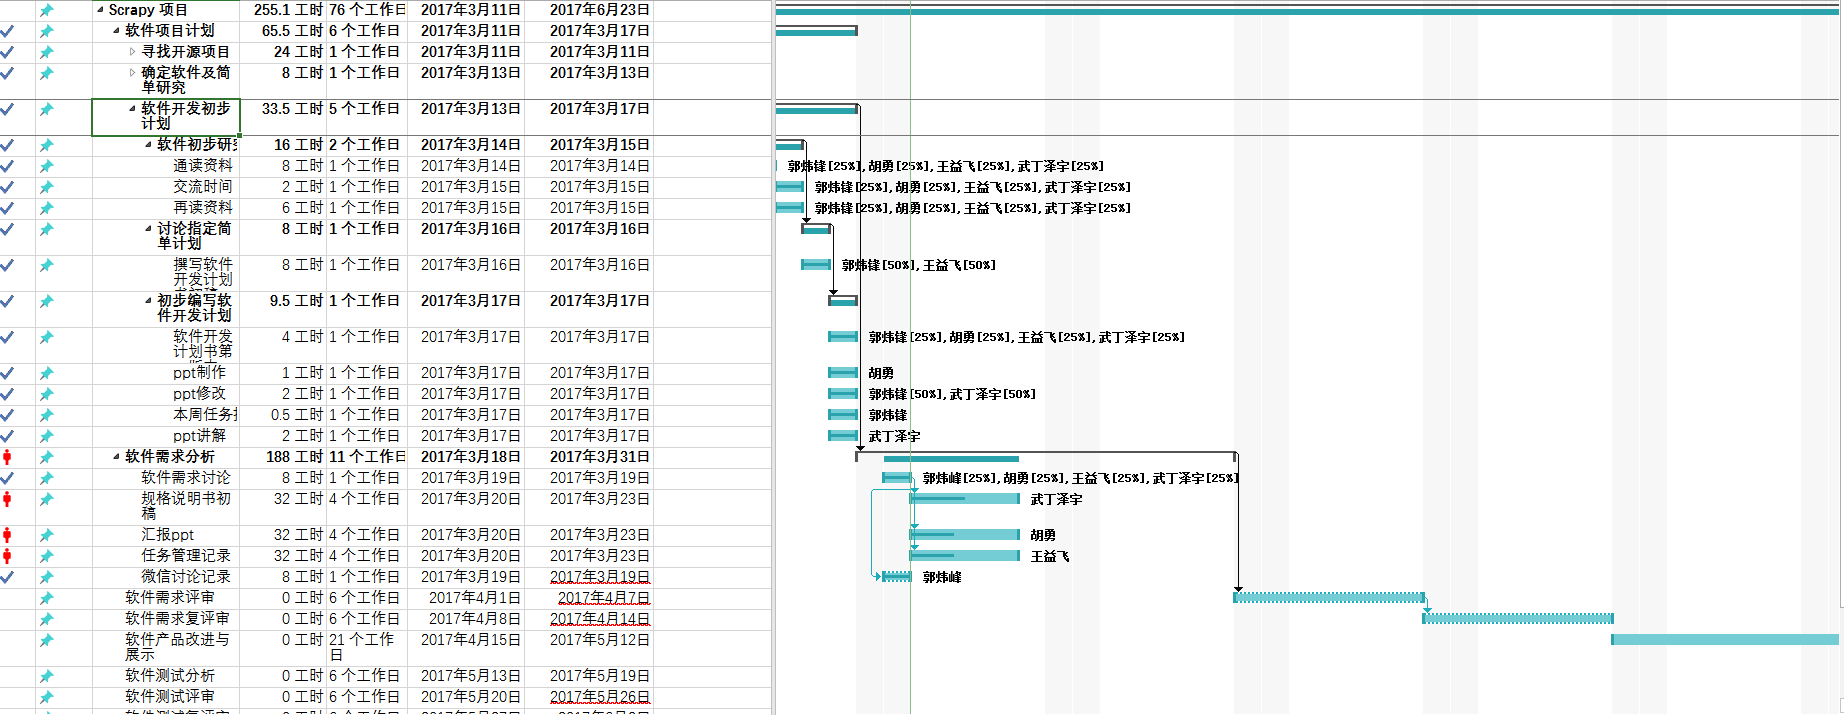 Scrapy 项目 255.1 工时 76 个工作日 2017年3月11日 2017年6月23日
软件项目计划 65.5 工时 6 个工作日 2017年3月11日 2017年3月17日
寻找开源项目 24 工时 1 个工作日 2017年3月11日 2017年3月11日
确定软件及简 8 工时 1 个工作日 2017年3月13日 2017年3月13日
单研究
软件开发初步 33.5 工时 5 个工作日 2017年3月13日 2017年3月17日
计划
软件初步研究 16 工时 2 个工作日 2017年3月14日 2017年3月15日
通读资料 8 工时 1 个工作日 2017年3月14日 2017年3月14日 郭炜锋[25%],胡勇[25%],王益飞[25%],武丁泽宇[25%]
交流时间 2 工时 1 个工作日 2017年3月15日 2017年3月15日 郭炜锋[25%],胡勇[25%],王益飞[25%],武丁泽宇[25%]
再读资料 6 工时 1 个工作日 2017年3月15日 2017年3月15日 郭炜锋[25%],胡勇[25%],王益飞[25%],武丁泽宇[25%]
讨论指定简 8 工时 1 个工作日 2017年3月16日 2017年3月16日
单计划
撰写软件 8 工时 1 个工作日 2017年3月16日 2017年3月16日 郭炜锋[50%],王益飞[50%]
开发计划
初步编写软 9.5 工时 1 个工作日 2017年3月17日 2017年3月17日
件开发计划
软件开发 4 工时 1 个工作日 2017年3月17日 2017年3月17日 郭炜锋[25%],胡勇[25%],王益飞[25%],武丁泽宇[25%]
计划书第
ppt制作 1 工时 1 个工作日 2017年3月17日 2017年3月17日 胡勇
ppt修改 2 工时 1 个工作日 2017年3月17日 2017年3月17日 郭炜锋[50%],武丁泽宇[50%]
本周任务 0.5 工时 1 个工作日 2017年3月17日 2017年3月17日 郭炜锋
ppt讲解 2 工时 1 个工作日 2017年3月17日 2017年3月17日 武丁泽宇
软件需求分析 188 工时 11 个工作日 2017年3月18日 2017年3月31日
软件需求讨论 8 工时 1 个工作日 2017年3月19日 2017年3月19日 郭炜峰[25%],胡勇[25%],王益飞[25%],武丁泽宇[25%]
规格说明书初 32 工时 4 个工作日 2017年3月20日 2017年3月23日 武丁泽宇
稿
汇报ppt 32 工时 4 个工作日 2017年3月20日 2017年3月23日 胡勇
任务管理记录 32 工时 4 个工作日 2017年3月20日 2017年3月23日 王益飞
微信讨论记录 8 工时 1 个工作日 2017年3月19日 2017年3月19日 郭炜峰
软件需求评审 0 工时 6 个工作日 2017年4月1日 2017年4月7日
软件需求复评审 0 工时 6 个工作日 2017年4月8日 2017年4月14日
软件产品改进与 0 工时 21 个工作 2017年4月15日 2017年5月12日
展示 日
软件测试分析 0 工时 6 个工作日 2017年5月13日 2017年5月19日
软件测试评审 0 工时 6 个工作日 2017年5月20日 2017年5月26日